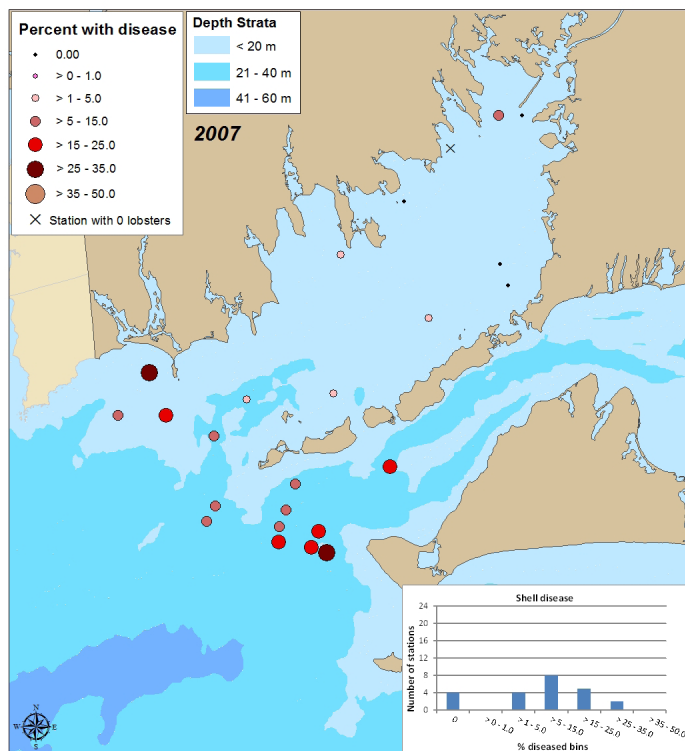 Percent with disease
0.00
> 0 - 1.0
> 1 - 5.0
> 5 - 15.0
> 15 - 25.0
> 25 - 35.0
> 35 - 50.0
Station with 0 lobsters
Depth Strata
< 20 m
21 - 40 m
41 - 60 m
2007
N
W E
S
Shell disease
Number of stations
24
20
16
12
8
4
0
0
> 0 - 1.0
> 1 - 5.0
> 5 - 15.0
> 15 - 25.0
> 25 - 35.0
> 35 - 50.0
% diseased bins